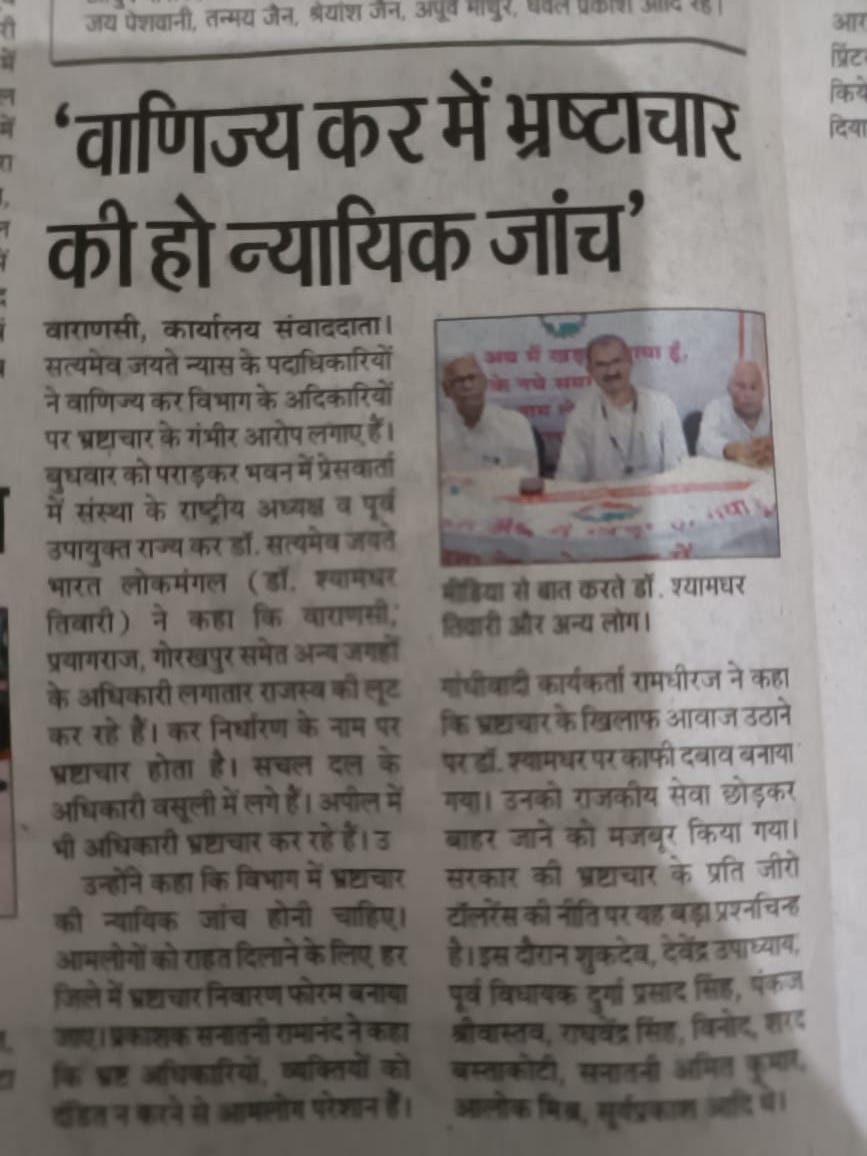 जय पेशवानी, तन्मय जैन, श्रेयांश जैन, अपूर्व माथुर, धवल प्रकाश आदि रहे।
‘वाणिज्य कर में भ्रष्टाचार
की हो न्यायिक जांच’
वाराणसी, कार्यालय संवाददाता।
सत्यमेव जयते न्यास के पदाधिकारियों
ने वाणिज्य कर विभाग के अदिकारियों
पर भ्रष्टाचार के गंभीर आरोप लगाए हैं।
बुधवार को पराड़कर भवन में प्रेसवार्ता
में संस्था के राष्ट्रीय अध्यक्ष व पूर्व
उपायुक्त राज्य कर डॉ. सत्यमेव जयते
भारत लोकमंगल (डॉ. श्यामधर
तिवारी) ने कहा कि वाराणसी,
प्रयागराज, गोरखपुर समेत अन्य जगहों
के अधिकारी लगातार राजस्व की लूट
कर रहे हैं। कर निर्धारण के नाम पर
भ्रष्टाचार होता है। सचल दल के
अधिकारी वसूली में लगे हैं। अपील में
भी अधिकारी भ्रष्टाचार कर रहे हैं। उ
उन्होंने कहा कि विभाग में भ्रष्टाचार
की न्यायिक जांच होनी चाहिए।
आमलोगों को राहत दिलाने के लिए हर
जिले में भ्रष्टाचार निवारण फोरम बनाया
जाए। प्रकाशक सनातनी रामानंद ने कहा
कि भ्रष्ट अधिकारियों, व्यक्तियों को
दंडित न करने से आमलोग परेशान हैं।
मीडिया से बात करते डॉ. श्यामधर
तिवारी और अन्य लोग।
गांधीवादी कार्यकर्ता रामधीरज ने कहा
कि भ्रष्टाचार के खिलाफ आवाज उठाने
पर डॉ. श्यामधर पर काफी दबाव बनाया
गया। उनको राजकीय सेवा छोड़कर
बाहर जाने को मजबूर किया गया।
सरकार की भ्रष्टाचार के प्रति जीरो
टॉलरेंस की नीति पर यह बड़ा प्रश्नचिन्ह
है। इस दौरान शुकदेव, देवेंद्र उपाध्याय,
पूर्व विधायक दुर्गा प्रसाद सिंह, पंकज
श्रीवास्तव, राघवेंद्र सिंह, विनोद, शरद
बस्ताकोटी, सनातनी अमित कुमार,
आलोक मिश्र, सूर्यप्रकाश आदि थे।